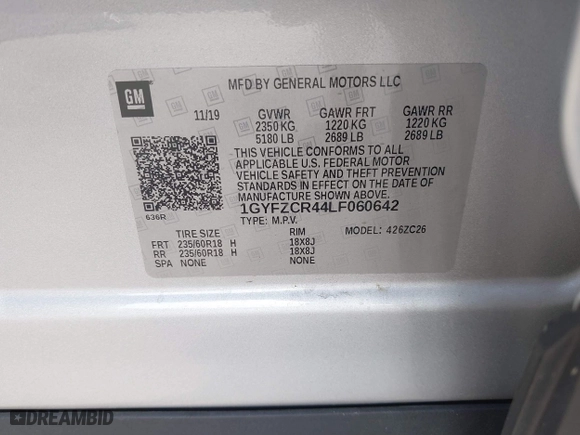 GM
MFD BY GENERAL MOTORS LLC
11/19 GVWR GAWR FRT GAWR RR
2350 KG 1220 KG 1220 KG
5180 LB 2689 LB 2689 LB
THIS VEHICLE CONFORMS TO ALL
APPLICABLE U.S. FEDERAL MOTOR
VEHICLE SAFETY AND THEFT PREVENTION
STANDARDS IN EFFECT ON THE DATE OF
MANUFACTURE SHOWN ABOVE.
1GYFZCR44LF060642
TYPE: M.P.V. MODEL: 426ZC26
636R
TIRE SIZE RIM
FRT 235/60R18 H 18X8J
RR 235/60R18 H 18X8J
SPA NONE NONE
DREAMBID